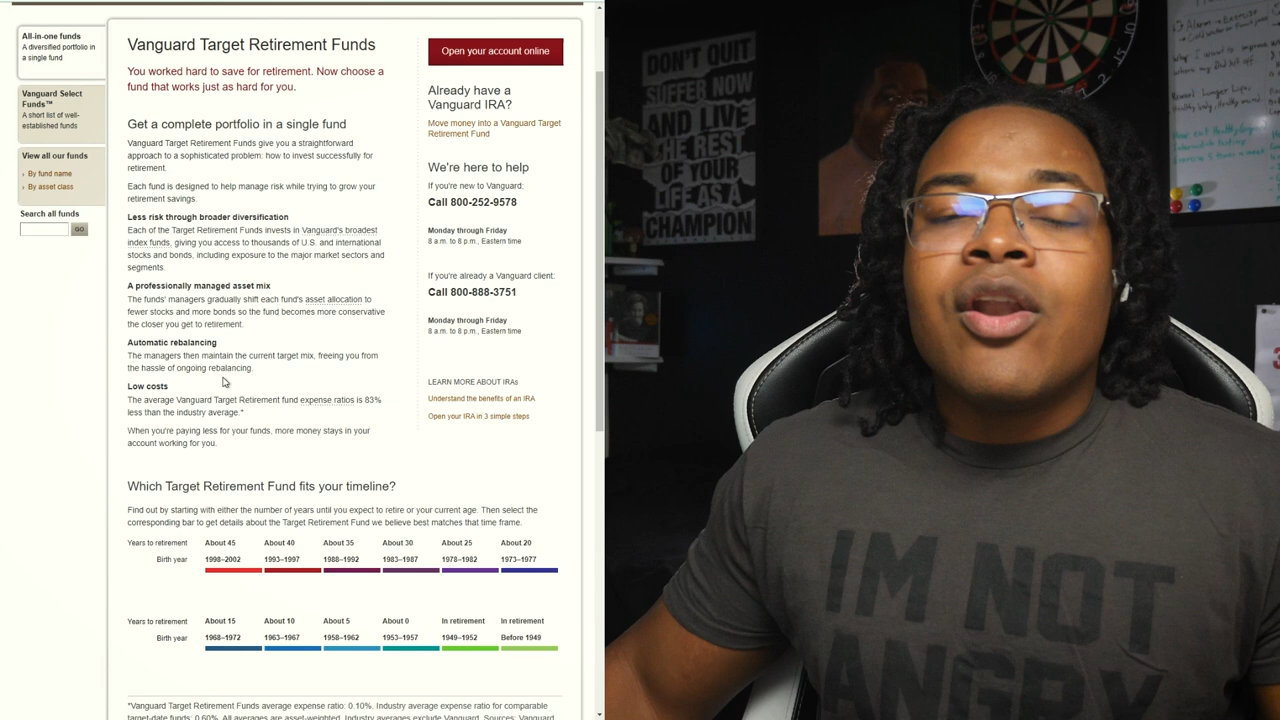 All-in-one funds
A diversified portfolio in
a single fund
Vanguard Select
Funds™
A short list of well-
established funds
View all our funds
› By fund name
› By asset class
Search all funds
GO
Vanguard Target Retirement Funds
You worked hard to save for retirement. Now choose a
fund that works just as hard for you.
Get a complete portfolio in a single fund
Vanguard Target Retirement Funds give you a straightforward
approach to a sophisticated problem: how to invest successfully for
retirement.
Each fund is designed to help manage risk while trying to grow your
retirement savings.
Less risk through broader diversification
Each of the Target Retirement Funds invests in Vanguard's broadest
index funds, giving you access to thousands of U.S. and international
stocks and bonds, including exposure to the major market sectors and
segments.
A professionally managed asset mix
The funds' managers gradually shift each fund's asset allocation to
fewer stocks and more bonds so the fund becomes more conservative
the closer you get to retirement.
Automatic rebalancing
The managers then maintain the current target mix, freeing you from
the hassle of ongoing rebalancing.
Low costs
The average Vanguard Target Retirement fund expense ratios is 83%
less than the industry average.*
When you're paying less for your funds, more money stays in your
account working for you.
Open your account online
Already have a
Vanguard IRA?
Move money into a Vanguard Target
Retirement Fund
We're here to help
If you're new to Vanguard:
Call 800-252-9578
Monday through Friday
8 a.m. to 8 p.m., Eastern time
If you're already a Vanguard client:
Call 800-888-3751
Monday through Friday
8 a.m. to 8 p.m., Eastern time
LEARN MORE ABOUT IRAs
Understand the benefits of an IRA
Open your IRA in 3 simple steps
Which Target Retirement Fund fits your timeline?
Find out by starting with either the number of years until you expect to retire or your current age. Then select the
corresponding bar to get details about the Target Retirement Fund we believe best matches that time frame.
Years to retirement About 45 About 40 About 35 About 30 About 25 About 20
Birth year 1998–2002 1993–1997 1988–1992 1983–1987 1978–1982 1973–1977
Years to retirement About 15 About 10 About 5 About 0 In retirement In retirement
Birth year 1968–1972 1963–1967 1958–1962 1953–1957 1949–1952 Before 1949
*Vanguard Target Retirement Funds average expense ratio: 0.10%. Industry average expense ratio for comparable
target-date funds: 0.60%. All averages are asset-weighted. Industry averages exclude Vanguard. Sources: Vanguard
DON'T QUIT
SUFFER NOW
AND LIVE
THE REST
OF YOUR
LIFE AS A
CHAMPION
I'M NOT
ANGRY